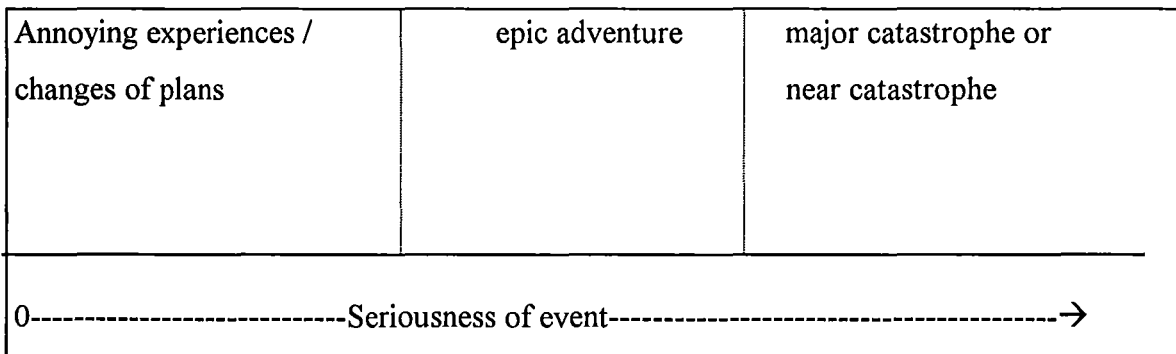 Annoying experiences /
changes of plans
epic adventure
major catastrophe or
near catastrophe
0----------------------------Seriousness of event----------------------------------------→